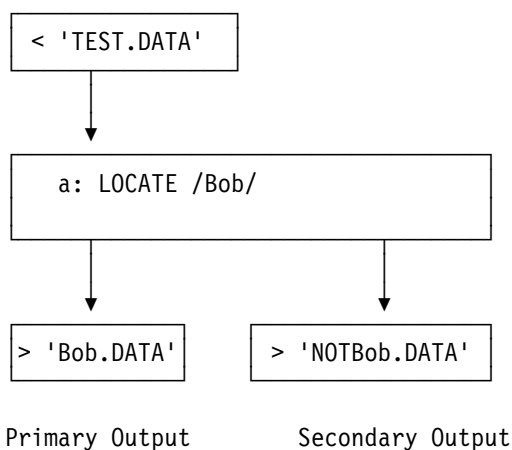 < 'TEST.DATA'
a: LOCATE /Bob/
> 'Bob.DATA' > 'NOTBob.DATA'
Primary Output Secondary Output